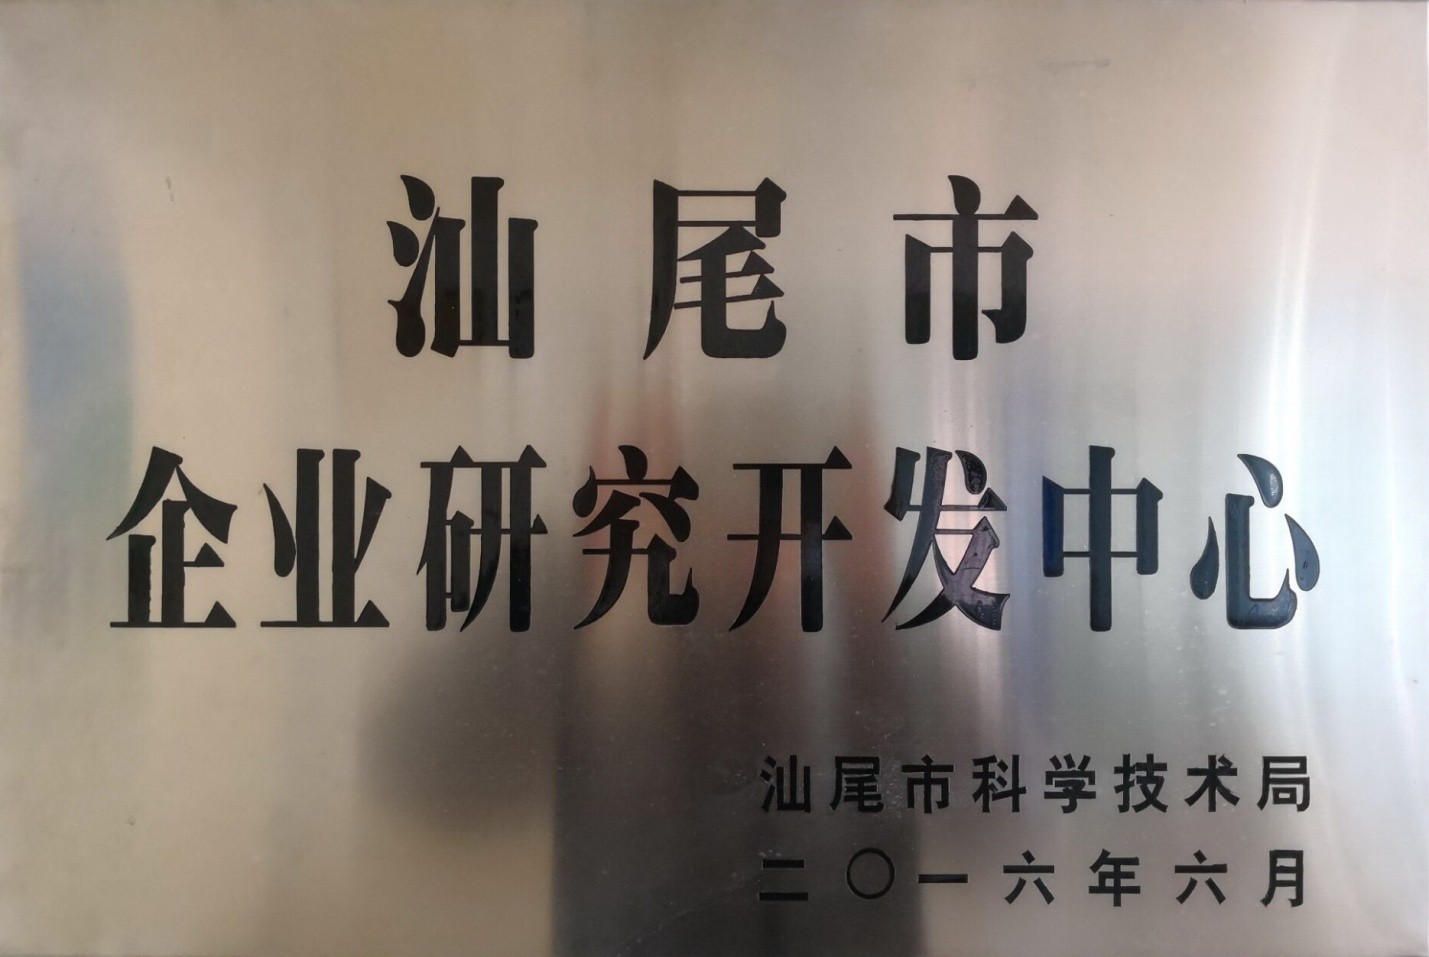 汕尾市
企业研究开发中心
汕尾市科学技术局
二〇一六年六月